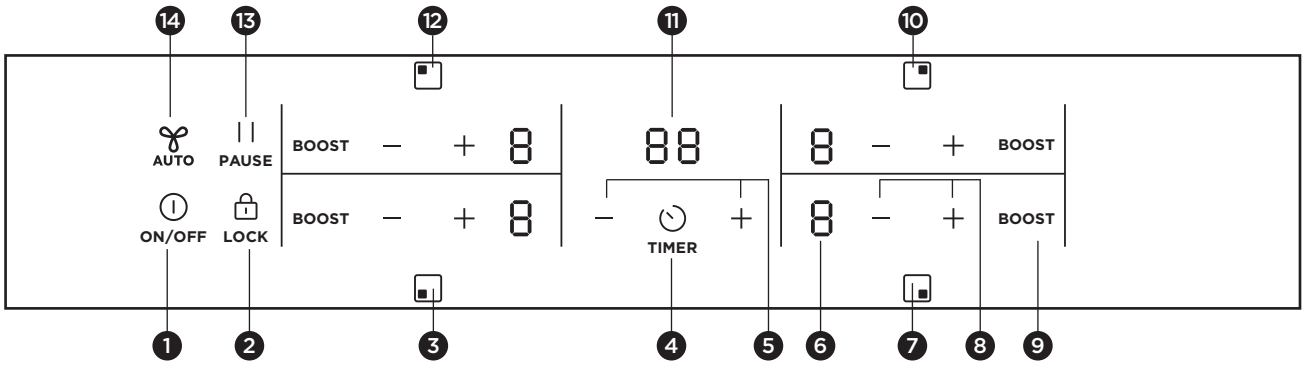 14 13 12 11 10
AUTO PAUSE BOOST − + 8 88 8 − + BOOST
ON/OFF LOCK BOOST − + 8 − + 8 − + BOOST
TIMER
1 2 3 4 5 6 7 8 9